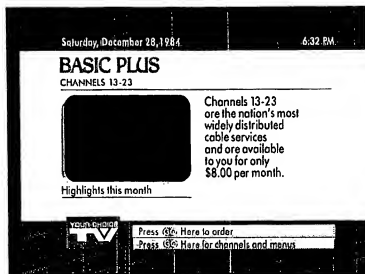 Saturday, December 28, 1984 6:32 P.M.
BASIC PLUS
CHANNELS 13-23
Channels 13-23
are the nation's most
widely distributed
cable services
and are available
to you for only
$8.00 per month.
Highlights this month
YOUR CHOICE
TV
Press Here to order
Press Here for channels and menus